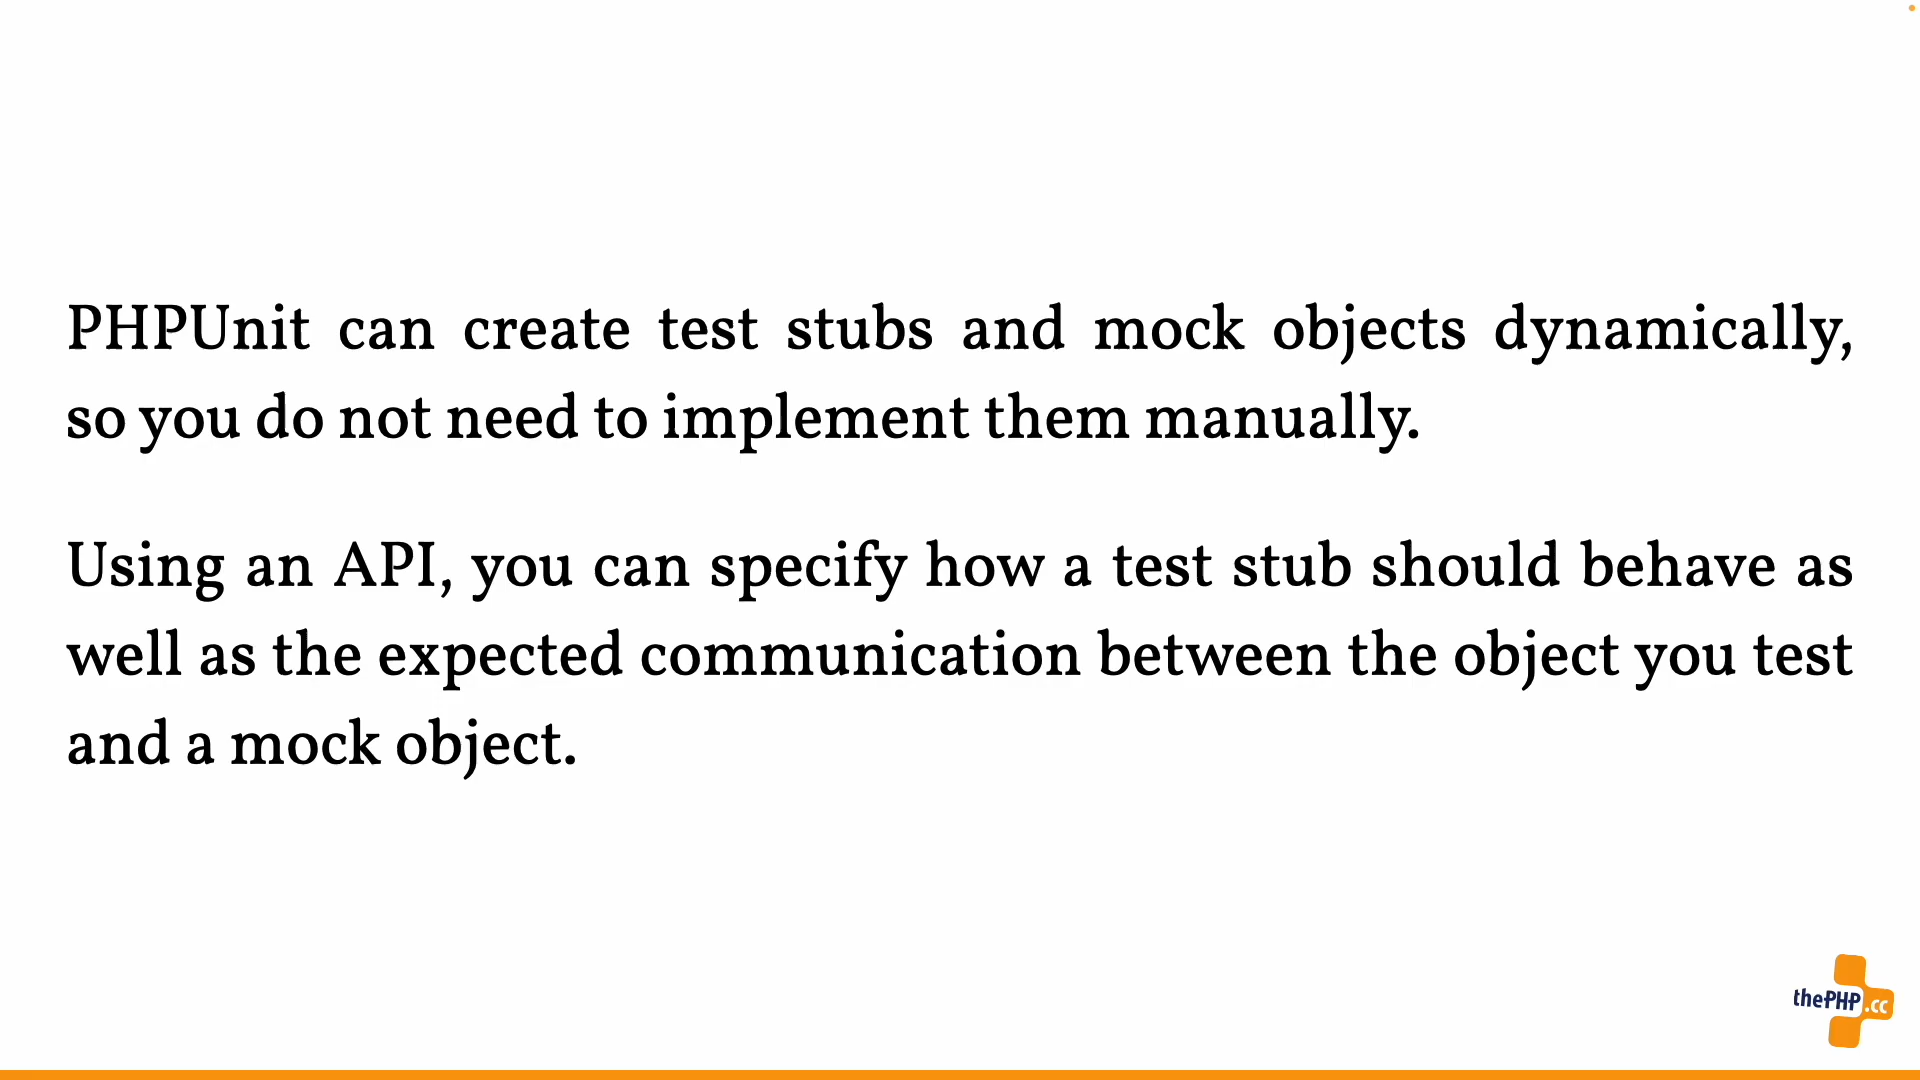 PHPUnit can create test stubs and mock objects dynamically,
so you do not need to implement them manually.
Using an API, you can specify how a test stub should behave as
well as the expected communication between the object you test
and a mock object.
thePHP.cc